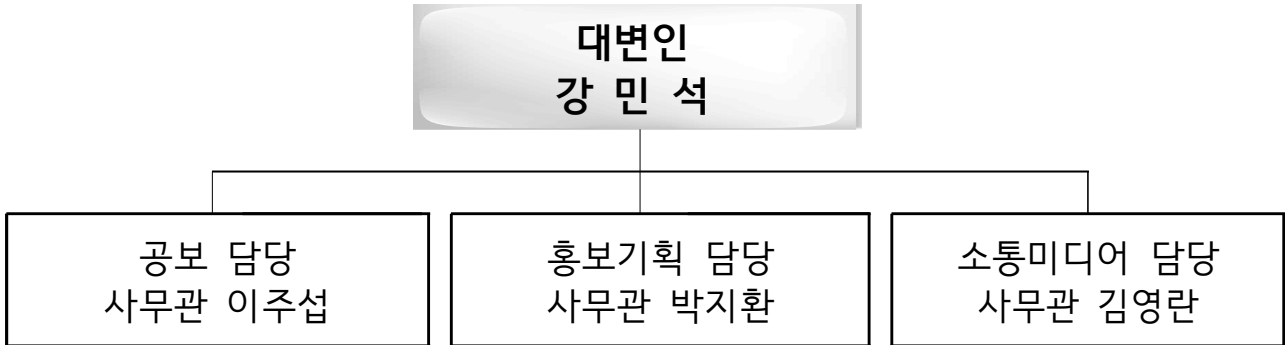 대변인
강 민 석
공보 담당
사무관 이주섭
홍보기획 담당
사무관 박지환
소통미디어 담당
사무관 김영란